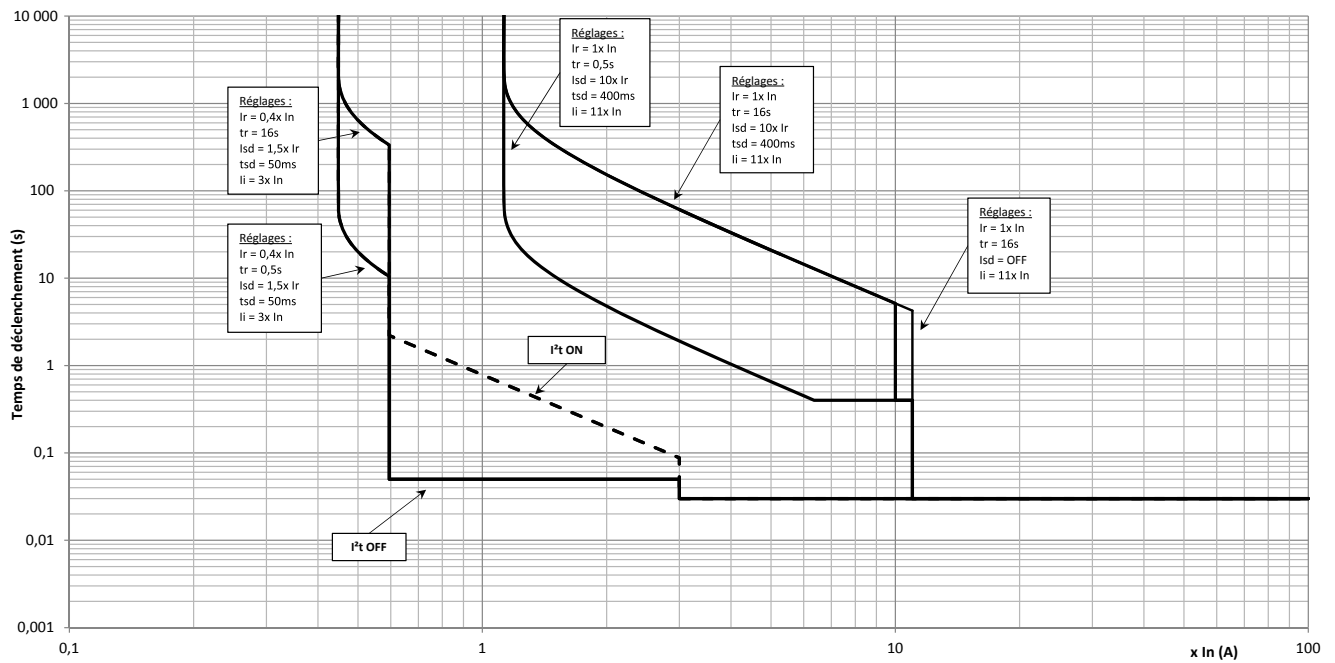 10 000
1 000
100
10
1
0,1
0,01
0,001
Temps de déclenchement (s)
0,1
1
10
100
x In (A)
Réglages :
Ir = 0,4x In
tr = 16s
Isd = 1,5x Ir
tsd = 50ms
Ii = 3x In
Réglages :
Ir = 0,4x In
tr = 0,5s
Isd = 1,5x Ir
tsd = 50ms
Ii = 3x In
Réglages :
Ir = 1x In
tr = 0,5s
Isd = 10x Ir
tsd = 400ms
Ii = 11x In
Réglages :
Ir = 1x In
tr = 16s
Isd = 10x Ir
tsd = 400ms
Ii = 11x In
Réglages :
Ir = 1x In
tr = 16s
Isd = OFF
Ii = 11x In
I²t ON
I²t OFF